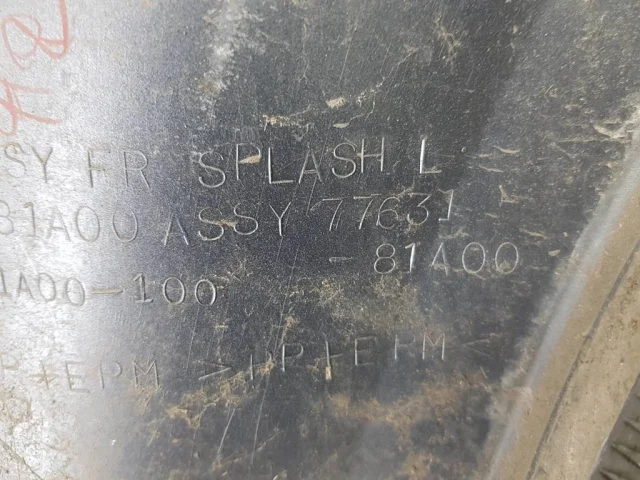 SY FR SPLASH L
81A00 ASSY 77631
-81A00
1A00-100
P+EPM >PP+EPM<